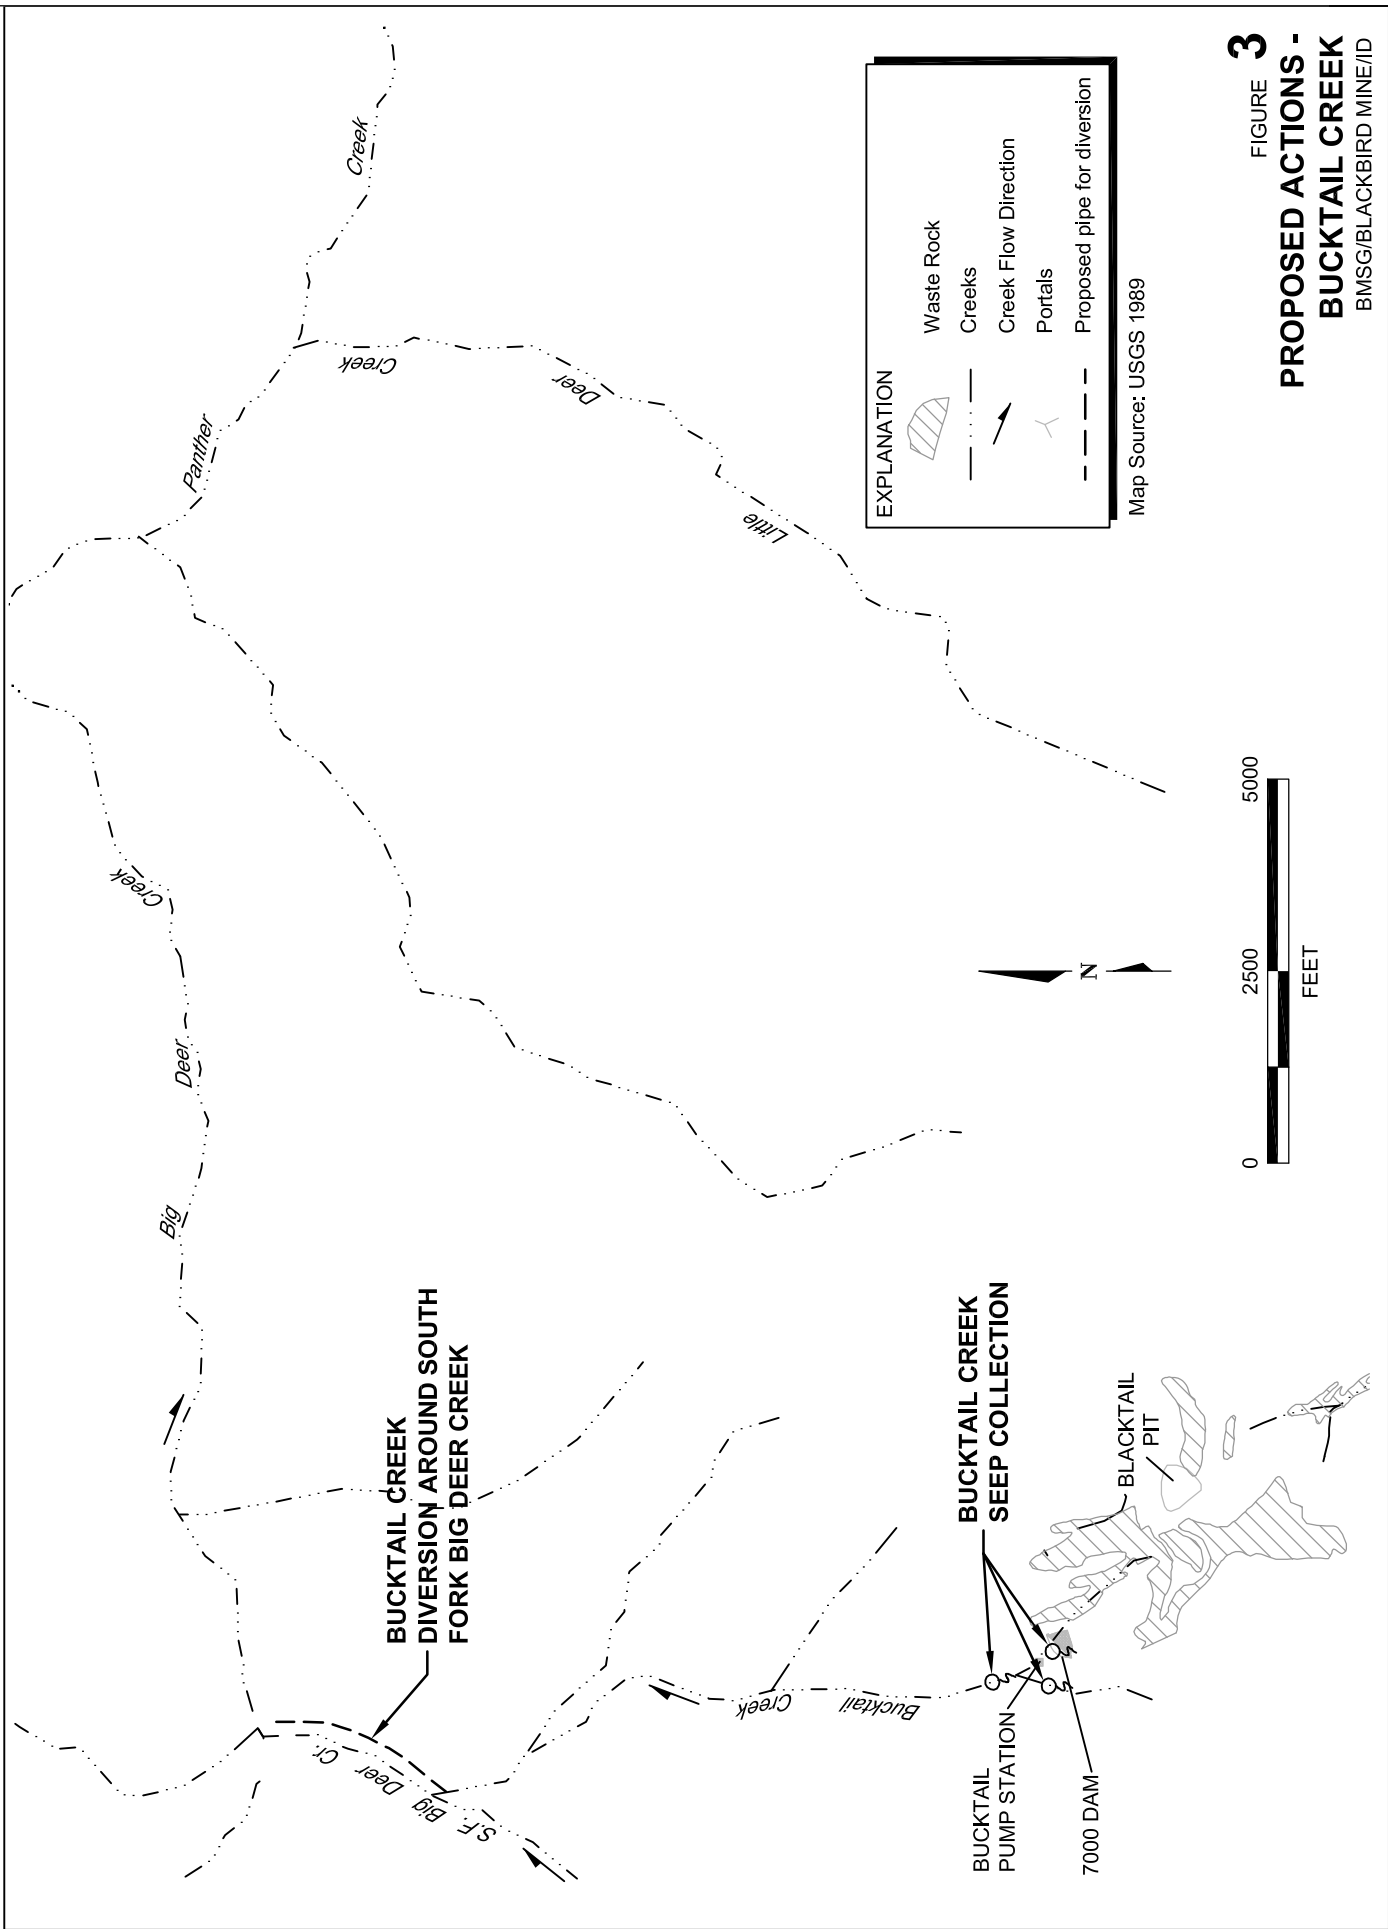 Big
Deer
Creek
Panther
Creek
Little
Deer
Creek
S.F. Big Deer Cr.
Bucktail
Creek
BUCKTAIL CREEK
DIVERSION AROUND SOUTH
FORK BIG DEER CREEK
BUCKTAIL CREEK
SEEP COLLECTION
BUCKTAIL
PUMP STATION
7000 DAM
BLACKTAIL
PIT
N
0
2500
5000
FEET
EXPLANATION
Waste Rock
Creeks
Creek Flow Direction
Portals
Proposed pipe for diversion
Map Source: USGS 1989
FIGURE 3
PROPOSED ACTIONS -
BUCKTAIL CREEK
BMSG/BLACKBIRD MINE/ID